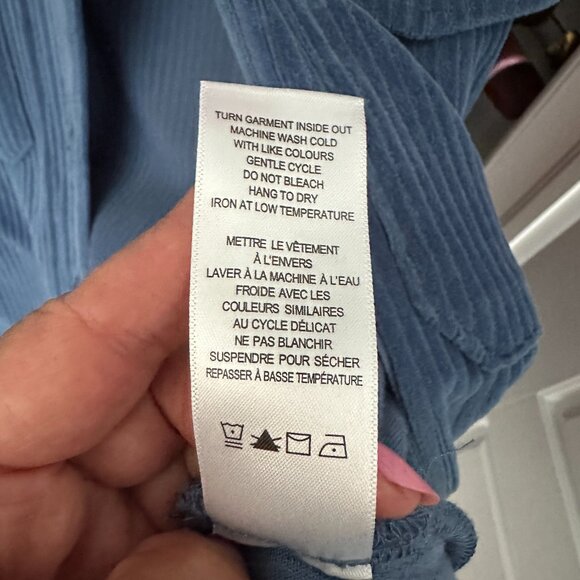 TURN GARMENT INSIDE OUT
MACHINE WASH COLD
WITH LIKE COLOURS
GENTLE CYCLE
DO NOT BLEACH
HANG TO DRY
IRON AT LOW TEMPERATURE
METTRE LE VÊTEMENT
À L'ENVERS
LAVER À LA MACHINE À L'EAU
FROIDE AVEC LES
COULEURS SIMILAIRES
AU CYCLE DÉLICAT
NE PAS BLANCHIR
SUSPENDRE POUR SÉCHER
REPASSER À BASSE TEMPÉRATURE